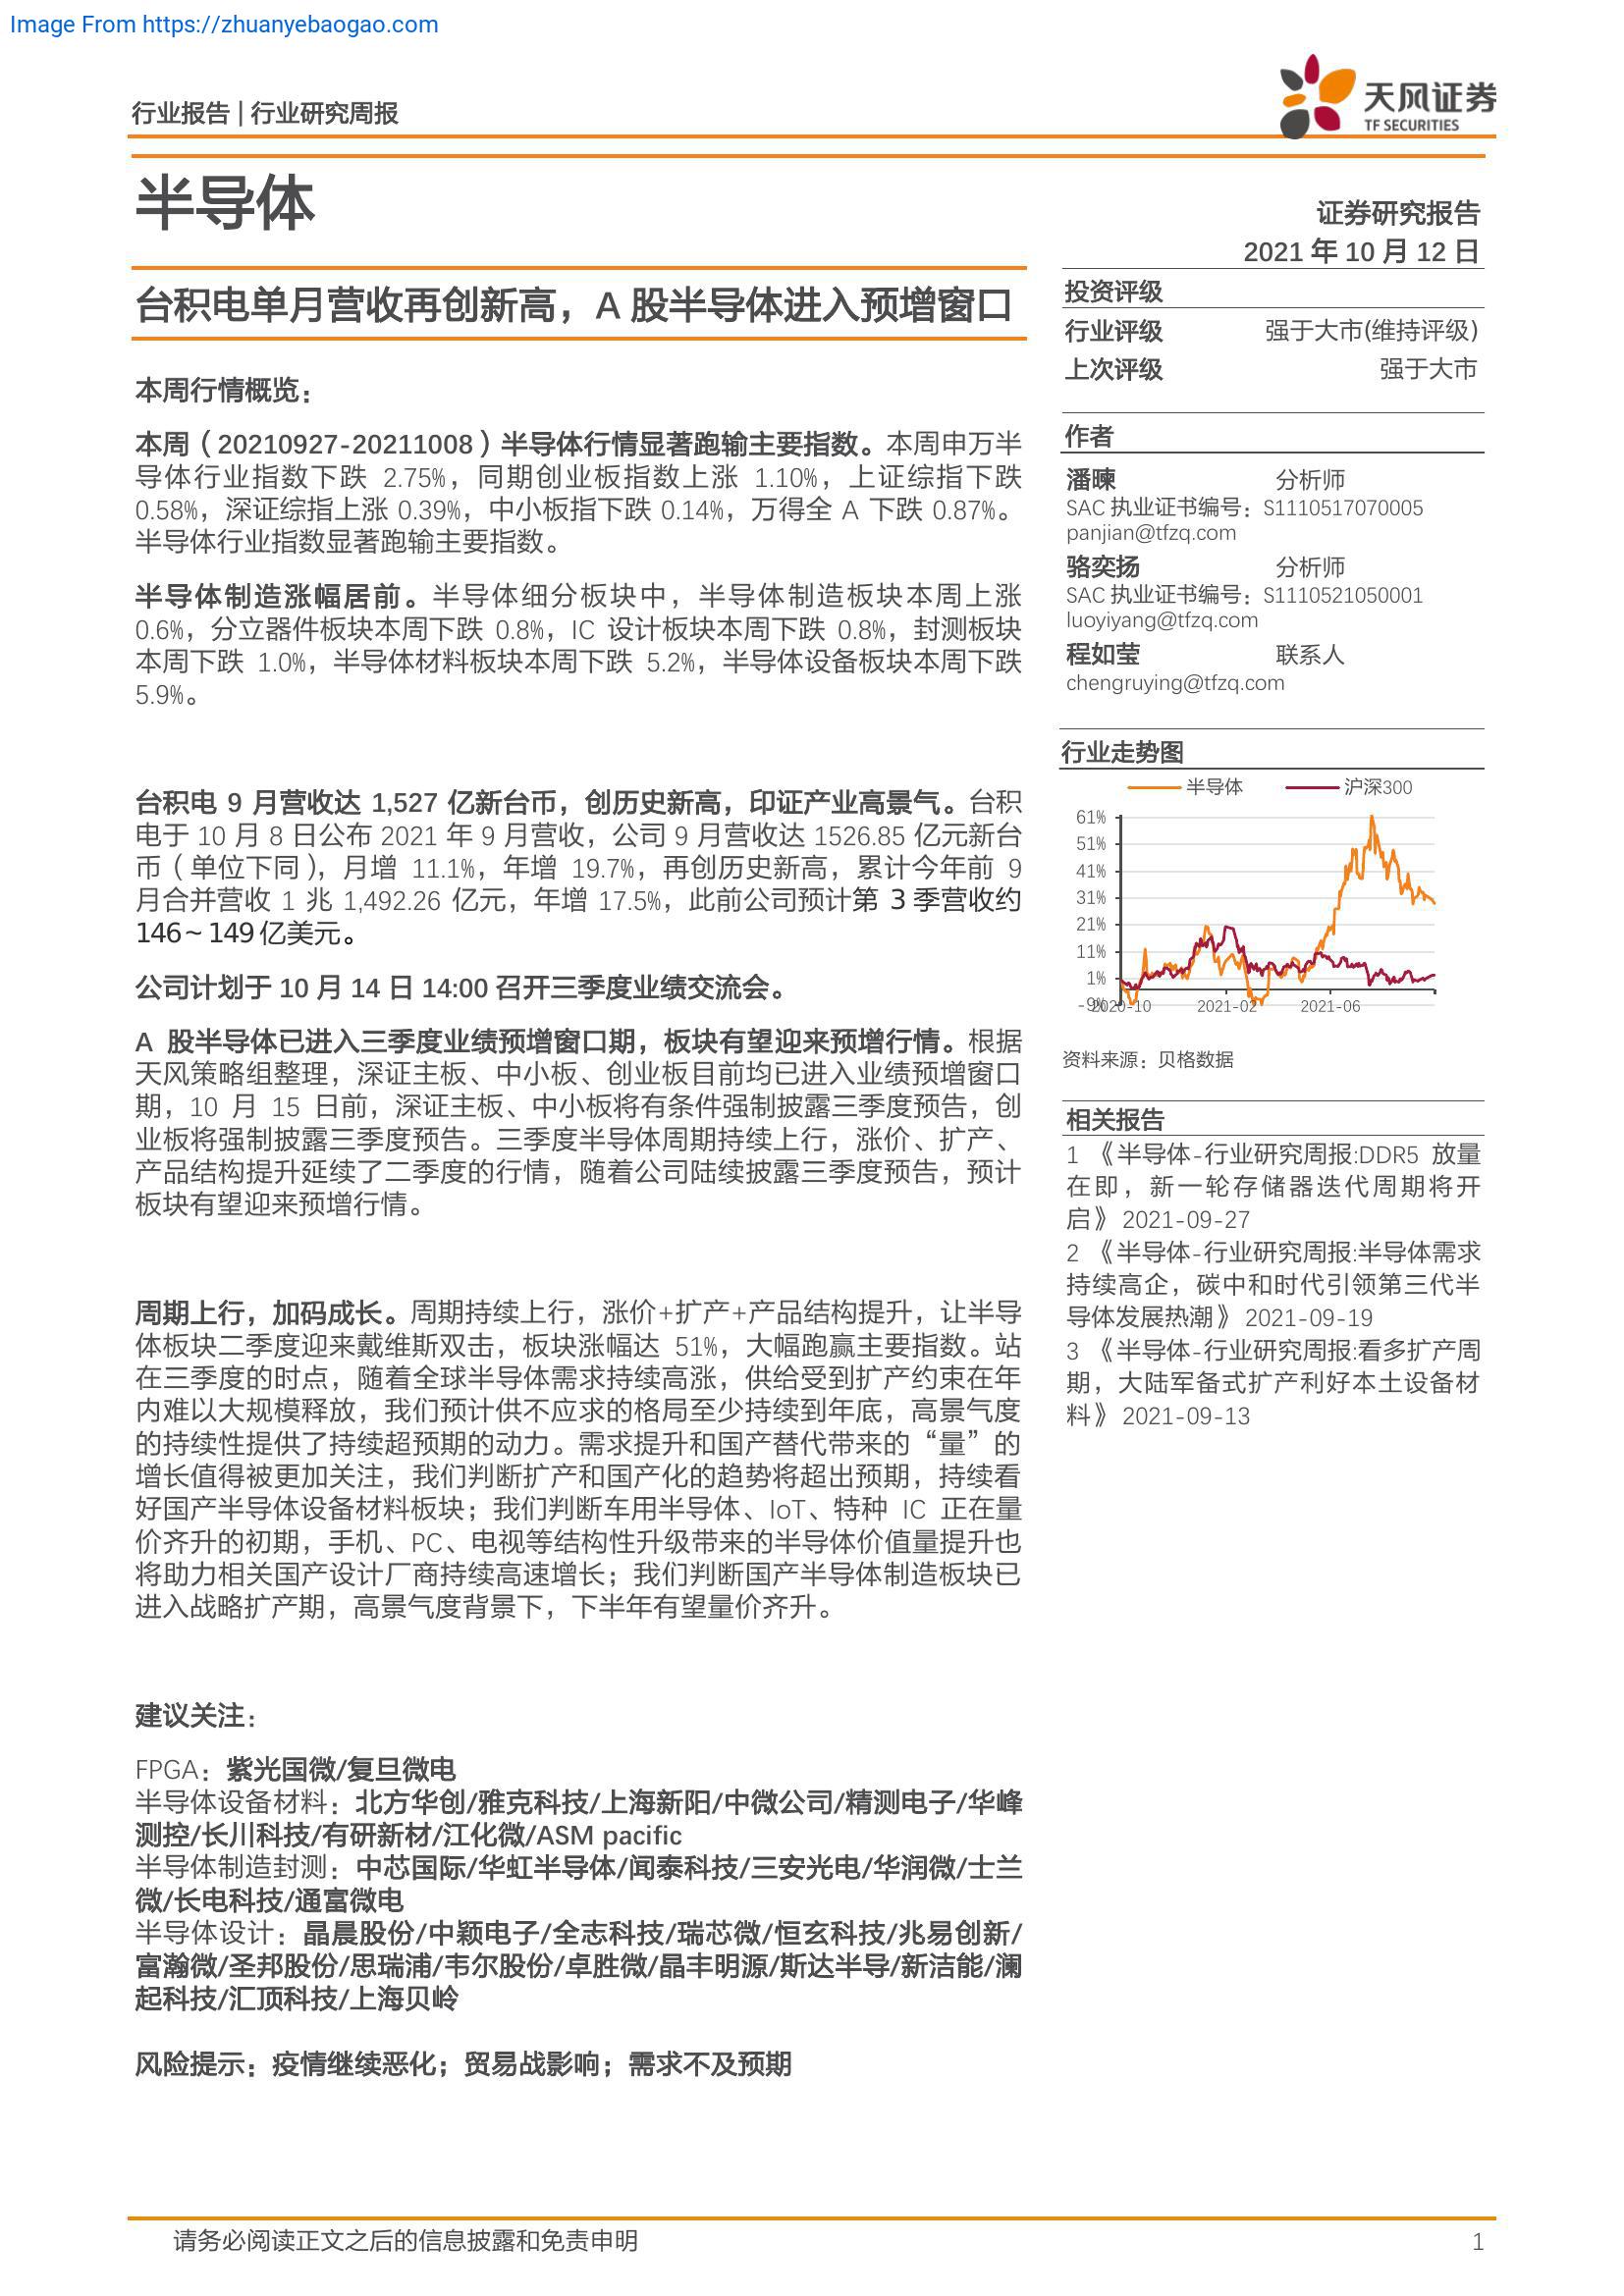 Image From https://zhuanyebaogao.com
行业报告 | 行业研究周报
天风证券
TF SECURITIES
半导体
证券研究报告
2021 年 10 月 12 日
台积电单月营收再创新高，A 股半导体进入预增窗口
本周行情概览：
本周（20210927-20211008）半导体行情显著跑输主要指数。本周申万半
导体行业指数下跌 2.75%，同期创业板指数上涨 1.10%，上证综指下跌
0.58%，深证综指上涨 0.39%，中小板指下跌 0.14%，万得全 A 下跌 0.87%。
半导体行业指数显著跑输主要指数。
半导体制造涨幅居前。半导体细分板块中，半导体制造板块本周上涨
0.6%，分立器件板块本周下跌 0.8%，IC 设计板块本周下跌 0.8%，封测板块
本周下跌 1.0%，半导体材料板块本周下跌 5.2%，半导体设备板块本周下跌
5.9%。
台积电 9 月营收达 1,527 亿新台币，创历史新高，印证产业高景气。台积
电于 10 月 8 日公布 2021 年 9 月营收，公司 9 月营收达 1526.85 亿元新台
币（单位下同），月增 11.1%，年增 19.7%，再创历史新高，累计今年前 9
月合并营收 1 兆 1,492.26 亿元，年增 17.5%，此前公司预计第 3 季营收约
146～149 亿美元。
公司计划于 10 月 14 日 14:00 召开三季度业绩交流会。
A 股半导体已进入三季度业绩预增窗口期，板块有望迎来预增行情。根据
天风策略组整理，深证主板、中小板、创业板目前均已进入业绩预增窗口
期，10 月 15 日前，深证主板、中小板将有条件强制披露三季度预告，创
业板将强制披露三季度预告。三季度半导体周期持续上行，涨价、扩产、
产品结构提升延续了二季度的行情，随着公司陆续披露三季度预告，预计
板块有望迎来预增行情。
周期上行，加码成长。周期持续上行，涨价+扩产+产品结构提升，让半导
体板块二季度迎来戴维斯双击，板块涨幅达 51%，大幅跑赢主要指数。站
在三季度的时点，随着全球半导体需求持续高涨，供给受到扩产约束在年
内难以大规模释放，我们预计供不应求的格局至少持续到年底，高景气度
的持续性提供了持续超预期的动力。需求提升和国产替代带来的“量”的
增长值得被更加关注，我们判断扩产和国产化的趋势将超出预期，持续看
好国产半导体设备材料板块；我们判断车用半导体、IoT、特种 IC 正在量
价齐升的初期，手机、PC、电视等结构性升级带来的半导体价值量提升也
将助力相关国产设计厂商持续高速增长；我们判断国产半导体制造板块已
进入战略扩产期，高景气度背景下，下半年有望量价齐升。
建议关注：
FPGA：紫光国微/复旦微电
半导体设备材料：北方华创/雅克科技/上海新阳/中微公司/精测电子/华峰
测控/长川科技/有研新材/江化微/ASM pacific
半导体制造封测：中芯国际/华虹半导体/闻泰科技/三安光电/华润微/士兰
微/长电科技/通富微电
半导体设计：晶晨股份/中颖电子/全志科技/瑞芯微/恒玄科技/兆易创新/
富瀚微/圣邦股份/思瑞浦/韦尔股份/卓胜微/晶丰明源/斯达半导/新洁能/澜
起科技/汇顶科技/上海贝岭
风险提示：疫情继续恶化；贸易战影响；需求不及预期
投资评级
行业评级 强于大市(维持评级)
上次评级 强于大市
作者
潘暕 分析师
SAC 执业证书编号：S1110517070005
panjian@tfzq.com
骆奕扬 分析师
SAC 执业证书编号：S1110521050001
luoyiyang@tfzq.com
程如莹 联系人
chengruying@tfzq.com
行业走势图
半导体 沪深300
61%
51%
41%
31%
21%
11%
1%
-9%
2020-10 2021-02 2021-06
资料来源：贝格数据
相关报告
1 《半导体-行业研究周报:DDR5 放量
在即，新一轮存储器迭代周期将开
启》 2021-09-27
2 《半导体-行业研究周报:半导体需求
持续高企，碳中和时代引领第三代半
导体发展热潮》 2021-09-19
3 《半导体-行业研究周报:看多扩产周
期，大陆军备式扩产利好本土设备材
料》 2021-09-13
请务必阅读正文之后的信息披露和免责申明
1